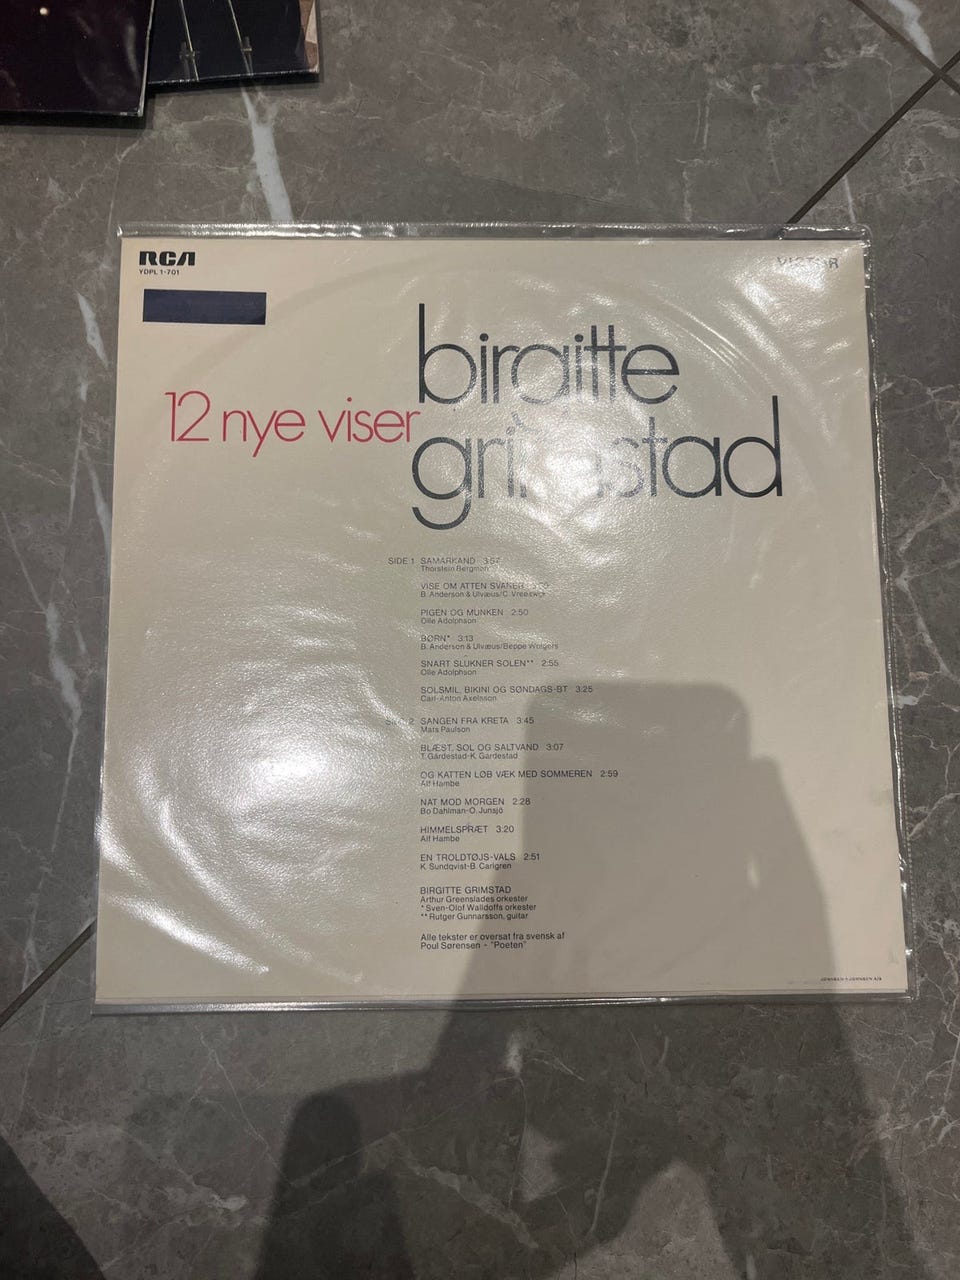 RCA
YDPL 1-701
VICTOR
birgitte
12 nye viser
grimstad
SIDE 1 SAMARKAND 3:57
Thorstein Bergman
VISE OM ATTEN SVANER
B. Anderson & Ulvæus/C. Vreeswijk
PIGEN OG MUNKEN 2:50
Olle Adolphson
BØRN* 3:13
B. Anderson & Ulvæus/Beppe Wolgers
SNART SLUKNER SOLEN** 2:55
Olle Adolphson
SOLSMIL, BIKINI OG SØNDAGS-BT 3:25
Carl-Anton Axelsson
SIDE 2 SANGEN FRA KRETA 3:45
Mats Paulson
BLÆST, SOL OG SALTVAND 3:07
T. Gärdestad-K. Gärdestad
OG KATTEN LØB VÆK MED SOMMEREN 2:59
Alf Hambe
NAT MOD MORGEN 2:28
Bo Dahlman-O. Junsjö
HIMMELSPRÆT 3:20
Alf Hambe
EN TROLDTØJS-VALS 2:51
K. Sundqvist-B. Carlgren
BIRGITTE GRIMSTAD
Arthur Greenslades orkester
* Sven-Olof Walldoffs orkester
** Rutger Gunnarsson, guitar
Alle tekster er oversat fra svensk af
Poul Sørensen - "Poeten"